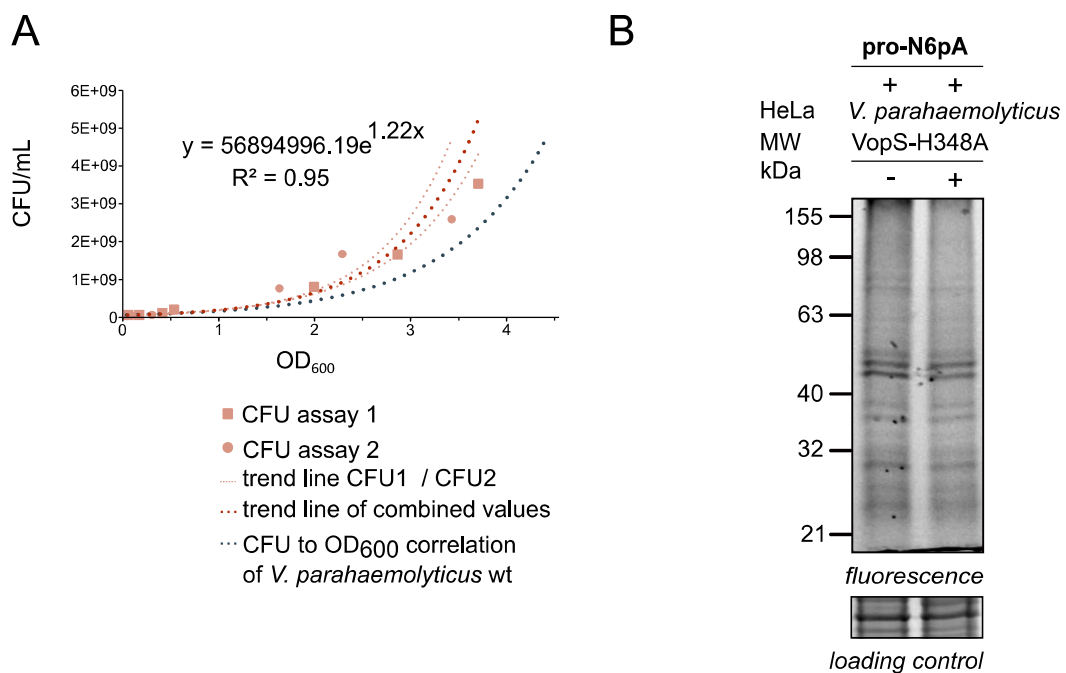 A
6E+09
5E+09
4E+09
3E+09
2E+09
1E+09
0
CFU/mL
y = 56894996.19e^1.22x
R² = 0.95
0 1 2 3 4
OD₆₀₀
CFU assay 1
CFU assay 2
trend line CFU1 / CFU2
trend line of combined values
CFU to OD600 correlation
of V. parahaemolyticus wt
B
pro-N6pA
+ +
HeLa V. parahaemolyticus
MW VopS-H348A
kDa - +
155
98
63
40
32
21
fluorescence
loading control